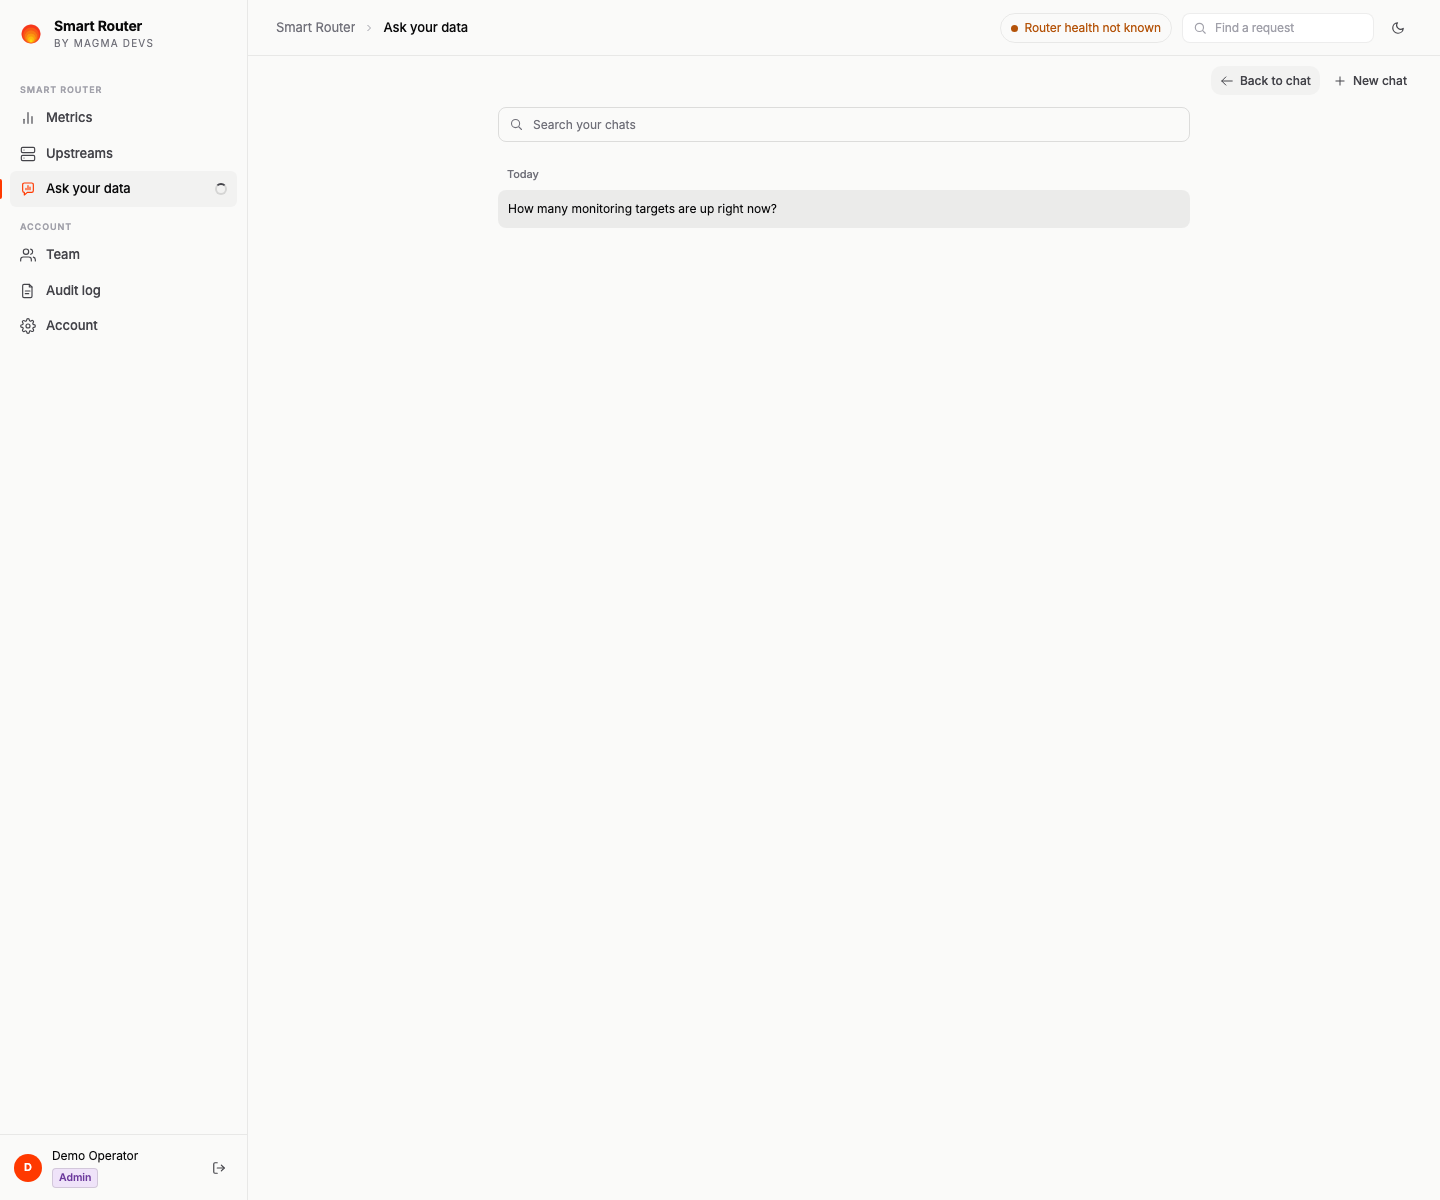 Smart Router
BY MAGMA DEVS
SMART ROUTER
Metrics
Upstreams
Ask your data
ACCOUNT
Team
Audit log
Account
Demo Operator
D
Admin
Smart Router > Ask your data
Router health not known
Find a request
Back to chat
New chat
Search your chats
Today
How many monitoring targets are up right now?